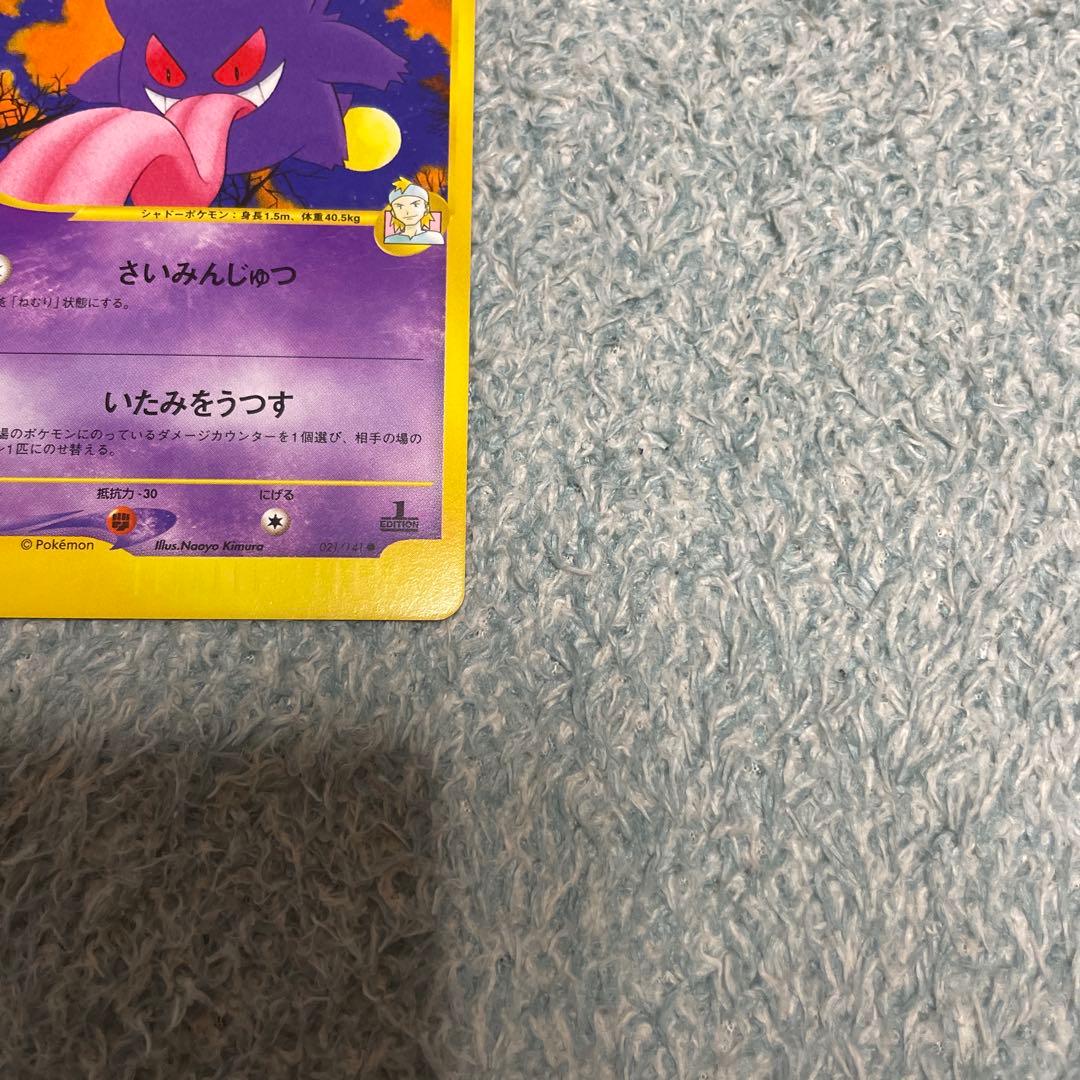 シャドーポケモン：身長1.5m、体重40.5kg
さいみんじゅつ
を「ねむり」状態にする。
いたみをうつす
場のポケモンにのっているダメージカウンターを1個選び、相手の場の
1匹にのせ替える。
抵抗力 -30
にげる
1
EDITION
© Pokémon
Illus.Naoyo Kimura
021/141